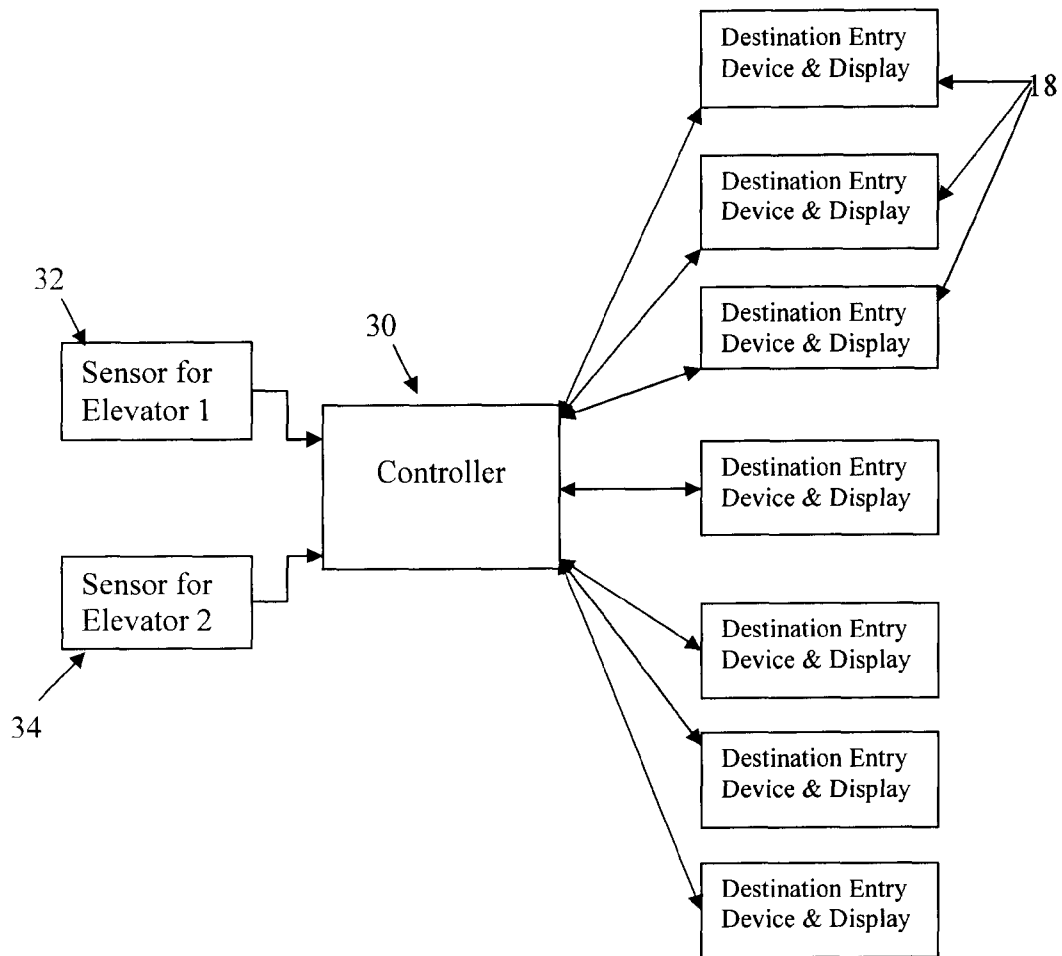 Destination Entry
Device & Display
18
Destination Entry
Device & Display
32
30
Destination Entry
Device & Display
Sensor for
Elevator 1
Controller
Destination Entry
Device & Display
Sensor for
Elevator 2
34
Destination Entry
Device & Display
Destination Entry
Device & Display
Destination Entry
Device & Display